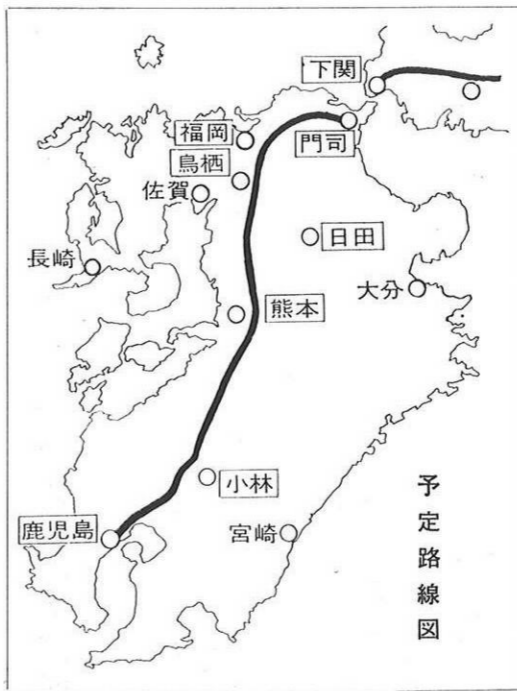 下関
門司
福岡
鳥栖
佐賀
日田
長崎
大分
熊本
小林
鹿児島
宮崎
予定路線図